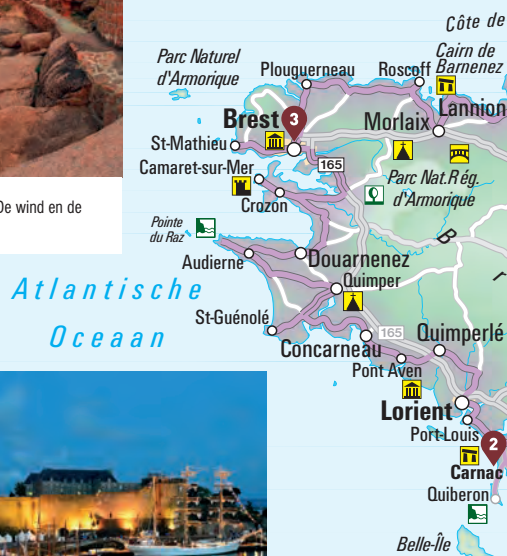 Côte de
Parc Naturel
d'Armorique
Plouguerneau
Roscoff
Cairn de
Barnenez
Lannion
Brest
3
Morlaix
St-Mathieu
165
Camaret-sur-Mer
Parc Nat.Rég.
d'Armorique
Crozon
De wind en de
Pointe
du Raz
B
r
Audierne
Douarnenez
Quimper
Atlantische
Oceaan
St-Guénolé
165
Quimperlé
Concarneau
Pont Aven
Lorient
Port-Louis
2
Carnac
Quiberon
Belle-Île